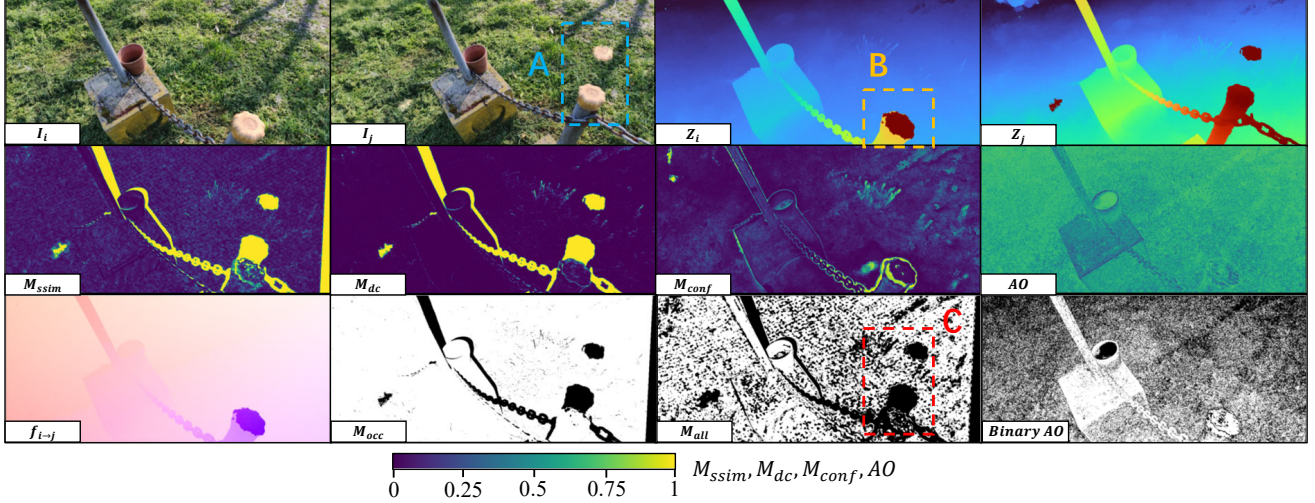 A
B
I_i
I_j
Z_i
Z_j
M_ssim
M_dc
M_conf
AO
C
f_{i→j}
M_occ
M_all
Binary AO
M_ssim, M_dc, M_conf, AO
0 0.25 0.5 0.75 1